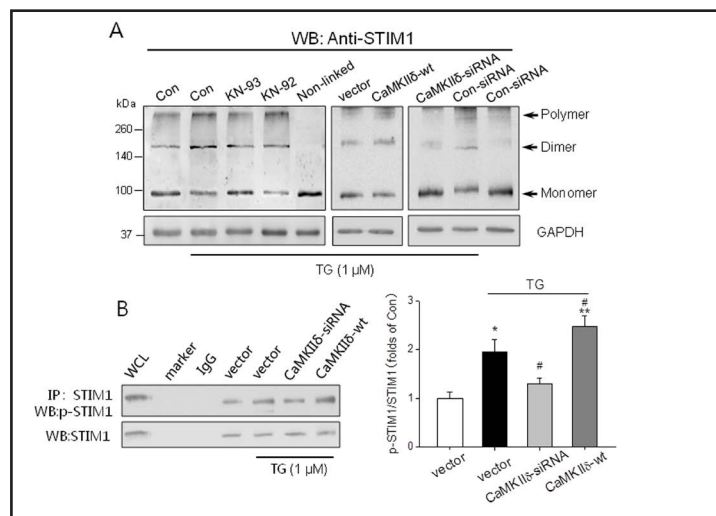 A
WB: Anti-STIM1
Con
Con
KN-93
KN-92
Non-linked
vector
CaMKIIδ-wt
CaMKIIδ-siRNA
Con-siRNA
Con-siRNA
kDa
260
140
100
37
Polymer
Dimer
Monomer
GAPDH
TG (1 µM)
B
WCL
marker
IgG
vector
vector
CaMKIIδ-siRNA
CaMKIIδ-wt
IP: STIM1
WB:p-STIM1
WB:STIM1
TG (1 µM)
TG
p-STIM1/STIM1 (folds of Con)
3
2
1
0
*
#
#
**
vector
vector
CaMKIIδ-siRNA
CaMKIIδ-wt